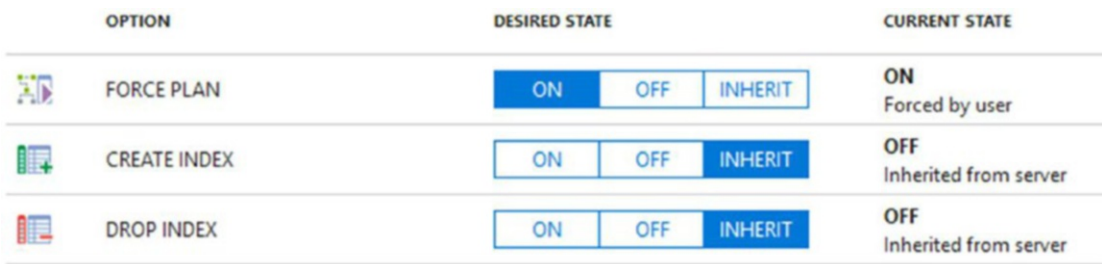 OPTION DESIRED STATE CURRENT STATE
FORCE PLAN ON OFF INHERIT ON
Forced by user
CREATE INDEX ON OFF INHERIT OFF
Inherited from server
DROP INDEX ON OFF INHERIT OFF
Inherited from server